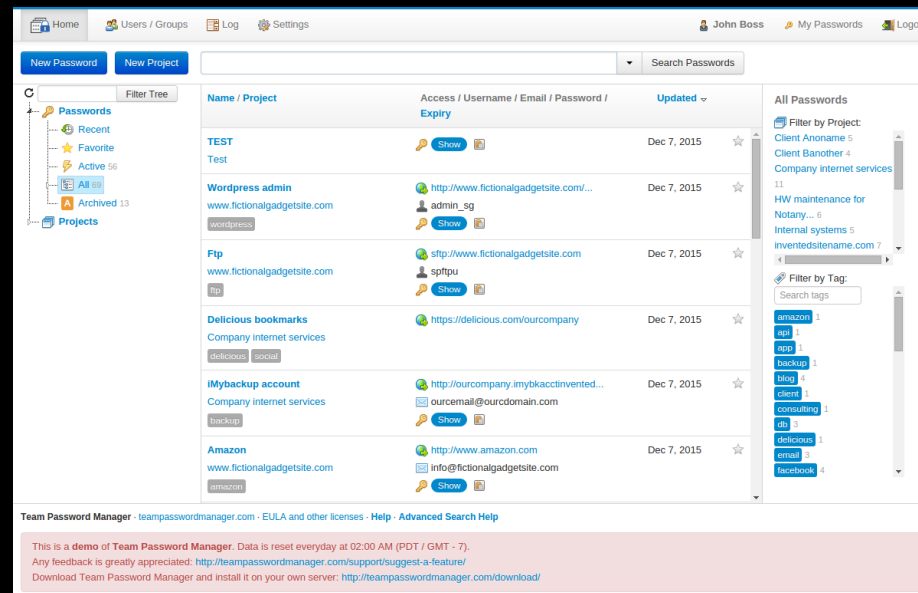 Home Users / Groups Log Settings John Boss My Passwords Logo
New Password New Project Search Passwords
Filter Tree
Passwords
Recent
Favorite
Active 56
All 69
Archived 13
Projects
Name / Project Access / Username / Email / Password / Expiry Updated
TEST
Test
Show
Dec 7, 2015
Wordpress admin
www.fictionalgadgetsite.com
wordpress
http://www.fictionalgadgetsite.com/...
admin_sg
Show
Dec 7, 2015
Ftp
www.fictionalgadgetsite.com
ftp
sftp://www.fictionalgadgetsite.com
spftpu
Show
Dec 7, 2015
Delicious bookmarks
Company internet services
delicious social
https://delicious.com/ourcompany
Dec 7, 2015
iMybackup account
Company internet services
backup
http://ourcompany.imybkacctinvented...
ourcemail@ourcdomain.com
Show
Dec 7, 2015
Amazon
www.fictionalgadgetsite.com
amazon
http://www.amazon.com
info@fictionalgadgetsite.com
Show
Dec 7, 2015
All Passwords
Filter by Project:
Client Anoname 5
Client Banother 4
Company internet services
11
HW maintenance for
Notany... 6
Internal systems 5
inventedsitename.com 7
Filter by Tag:
Search tags
amazon 1
api 1
app 1
backup 1
blog 4
client 1
consulting 1
db 3
delicious 1
email 3
facebook 4
Team Password Manager - teampasswordmanager.com · EULA and other licenses · Help · Advanced Search Help
This is a demo of Team Password Manager. Data is reset everyday at 02:00 AM (PDT / GMT - 7).
Any feedback is greatly appreciated: http://teampasswordmanager.com/support/suggest-a-feature/
Download Team Password Manager and install it on your own server: http://teampasswordmanager.com/download/